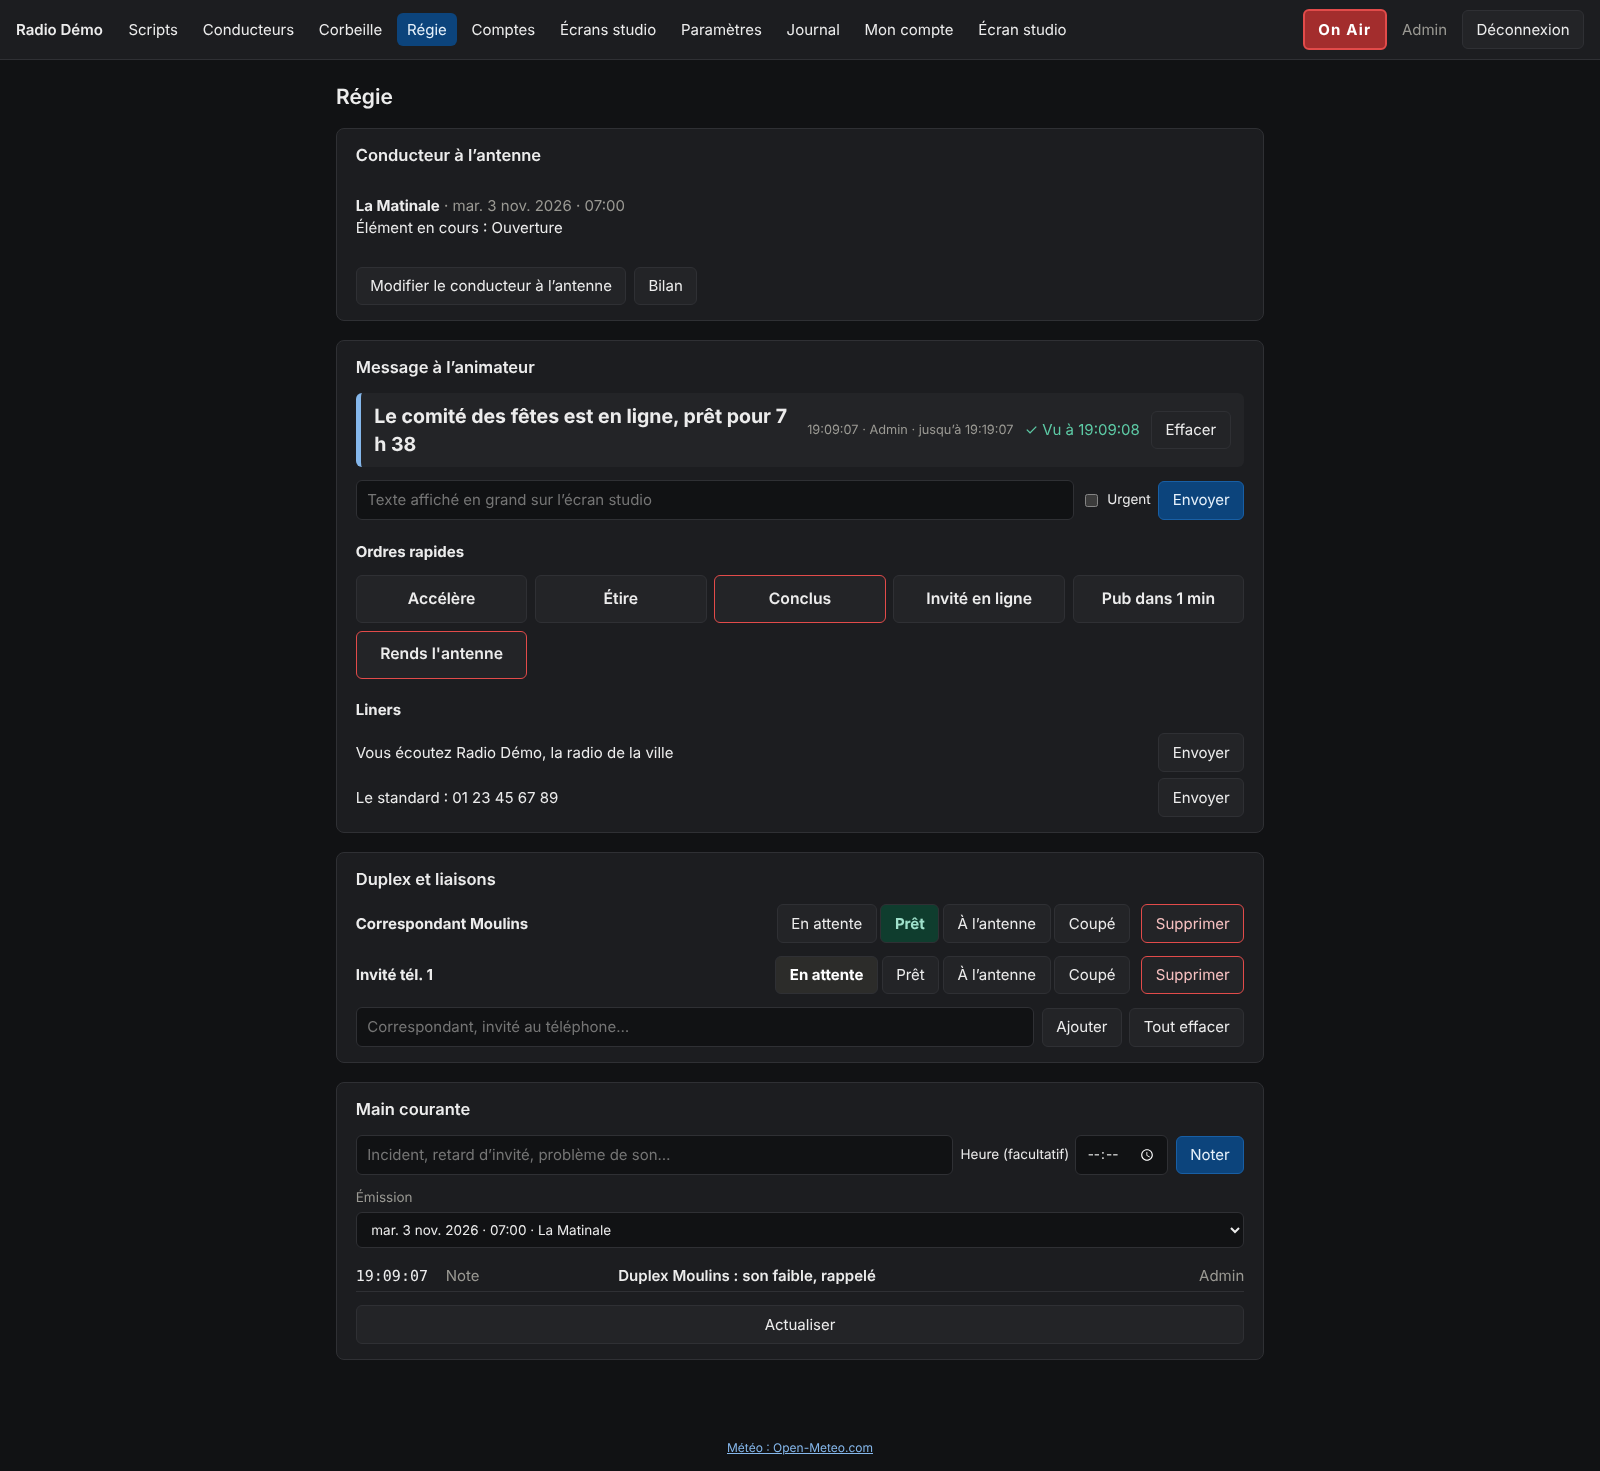 Radio Démo Scripts Conducteurs Corbeille Régie Comptes Écrans studio Paramètres Journal Mon compte Écran studio On Air Admin Déconnexion
Régie
Conducteur à l’antenne
La Matinale · mar. 3 nov. 2026 · 07:00
Élément en cours : Ouverture
Modifier le conducteur à l’antenne Bilan
Message à l’animateur
Le comité des fêtes est en ligne, prêt pour 7
h 38
19:09:07 · Admin · jusqu’à 19:19:07 ✓ Vu à 19:09:08 Effacer
Texte affiché en grand sur l’écran studio Urgent Envoyer
Ordres rapides
Accélère Étire Conclus Invité en ligne Pub dans 1 min
Rends l'antenne
Liners
Vous écoutez Radio Démo, la radio de la ville Envoyer
Le standard : 01 23 45 67 89 Envoyer
Duplex et liaisons
Correspondant Moulins En attente Prêt À l’antenne Coupé Supprimer
Invité tél. 1 En attente Prêt À l’antenne Coupé Supprimer
Correspondant, invité au téléphone… Ajouter Tout effacer
Main courante
Incident, retard d’invité, problème de son… Heure (facultatif) --:-- Noter
Émission
mar. 3 nov. 2026 · 07:00 · La Matinale
19:09:07 Note Duplex Moulins : son faible, rappelé Admin
Actualiser
Météo : Open-Meteo.com